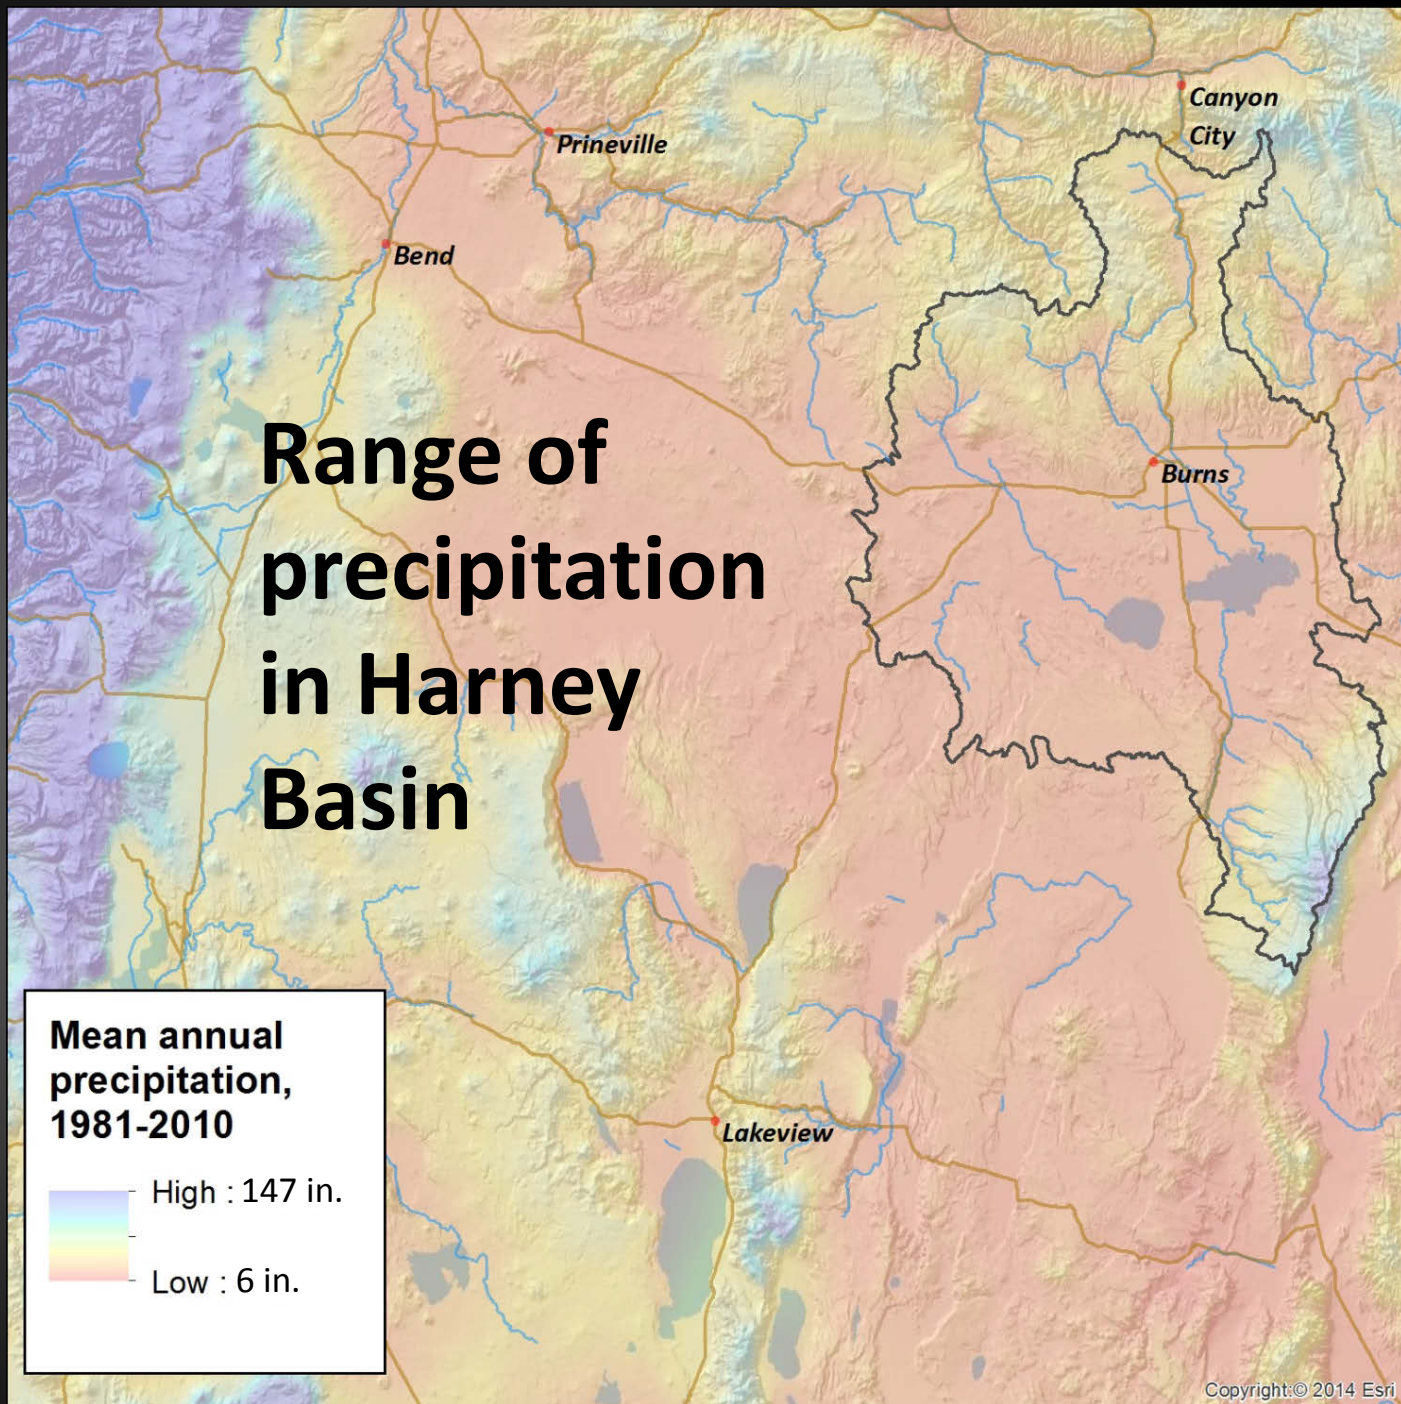 Canyon
City
Prineville
Bend
Range of
precipitation
in Harney
Basin
Burns
Mean annual
precipitation,
1981-2010
High : 147 in.
Low : 6 in.
Lakeview
Copyright:© 2014 Esri